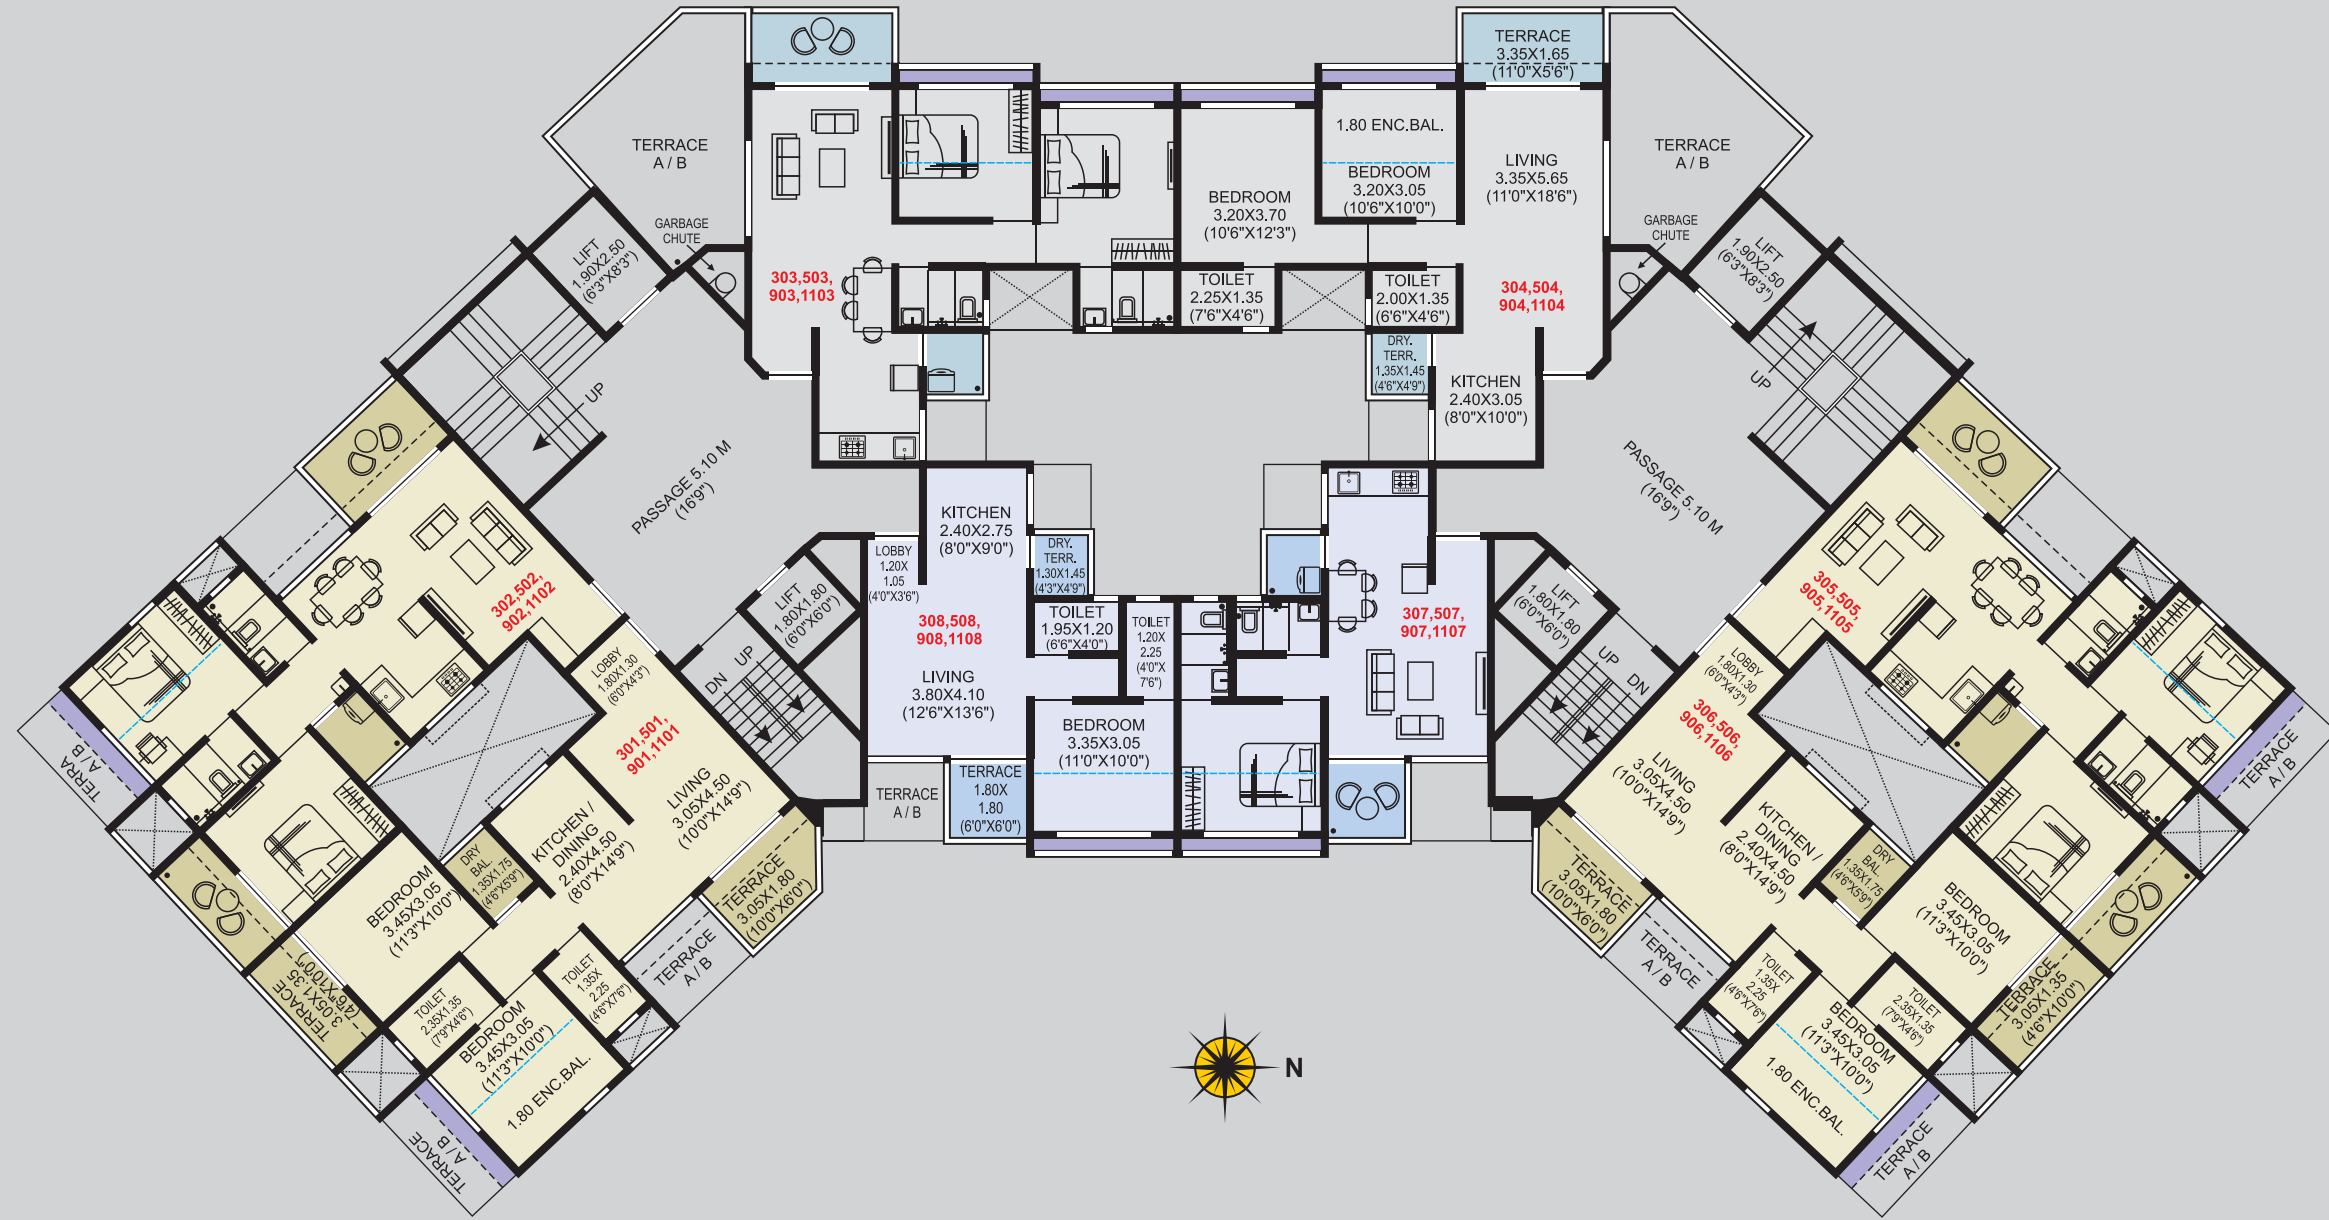 TERRACE
A / B
GARBAGE
CHUTE
LIFT
1.90X2.50
(6'3"X8'3")
UP
PASSAGE 5.10 M
(16'9")
303,503,
903,1103
BEDROOM
3.20X3.70
(10'6"X12'3")
TOILET
2.25X1.35
(7'6"X4'6")
1.80 ENC.BAL.
BEDROOM
3.20X3.05
(10'6"X10'0")
TOILET
2.00X1.35
(6'6"X4'6")
DRY.
TERR.
1.35X1.45
(4'6"X4'9")
TERRACE
3.35X1.65
(11'0"X5'6")
LIVING
3.35X5.65
(11'0"X18'6")
304,504,
904,1104
KITCHEN
2.40X3.05
(8'0"X10'0")
TERRACE
A / B
GARBAGE
CHUTE
LIFT
1.90X2.50
(6'3"X8'3")
UP
PASSAGE 5.10 M
(16'9")
302,502,
902,1102
TERRA
A / B
LOBBY
1.80X1.30
(6'0"X4'3")
301,501,
901,1101
LIVING
3.05X4.50
(10'0"X14'9")
KITCHEN /
DINING
2.40X4.50
(8'0"X14'9")
DRY
BAL.
1.35X1.75
(4'6"X5'9")
BEDROOM
3.45X3.05
(11'3"X10'0")
TERRACE
3.05X1.35
(4'6"X10'0")
TOILET
2.35X1.35
(7'9"X4'6")
BEDROOM
3.45X3.05
(11'3"X10'0")
1.80 ENC.BAL.
TOILET
1.35X
2.25
(4'6"X7'6")
TERRACE
A / B
TERRACE
3.05X1.80
(10'0"X6'0")
TERRACE
A / B
LIFT
1.80X1.80
(6'0"X6'0")
UP
DN
LOBBY
1.20X
1.05
(4'0"X3'6")
KITCHEN
2.40X2.75
(8'0"X9'0")
DRY.
TERR.
1.30X1.45
(4'3"X4'9")
308,508,
908,1108
LIVING
3.80X4.10
(12'6"X13'6")
TOILET
1.95X1.20
(6'6"X4'0")
TOILET
1.20X
2.25
(4'0"X
7'6")
BEDROOM
3.35X3.05
(11'0"X10'0")
TERRACE
1.80X
1.80
(6'0"X6'0")
TERRACE
A / B
307,507,
907,1107
LIFT
1.80X1.80
(6'0"X6'0")
UP
DN
305,505,
905,1105
LOBBY
1.80X1.30
(6'0"X4'3")
306,506,
906,1106
LIVING
3.05X4.50
(10'0"X14'9")
KITCHEN /
DINING
2.40X4.50
(8'0"X14'9")
DRY
BAL
1.35X1.75
(4'6"X5'9")
BEDROOM
3.45X3.05
(11'3"X10'0")
TERRACE
A / B
TERRACE
3.05X1.80
(10'0"X6'0")
TERRACE
A / B
TOILET
1.35X
2.25
(4'6"X7'6")
TOILET
2.35X1.35
(7'9"X4'6")
BEDROOM
3.45X3.05
(11'3"X10'0")
1.80 ENC.BAL.
TERRACE
3.05X1.35
(4'6"X10'0")
TERRACE
A / B
N